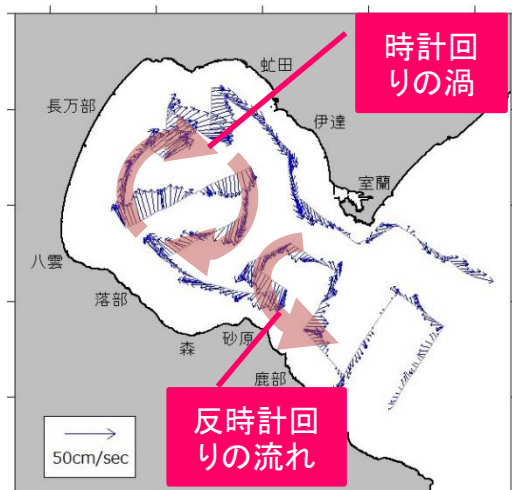 時計回
りの渦
虻田
長万部
伊達
室蘭
八雲
落部
砂原
森
鹿部
反時計回
りの流れ
50cm/sec